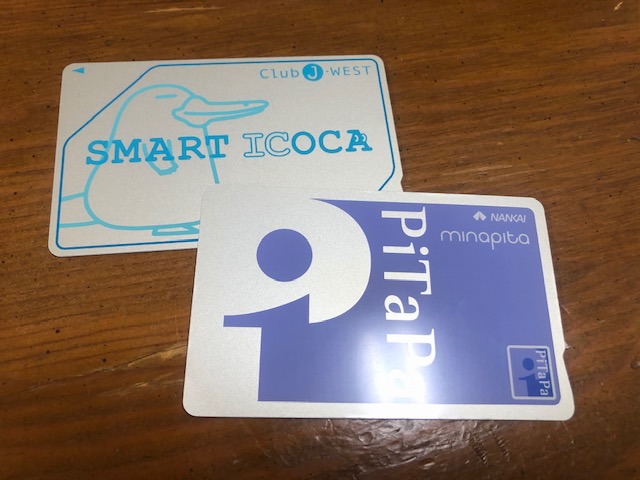 Club J-WEST
SMART ICOCA
PiTaPa
NANKAI
minapita
PiTaPa